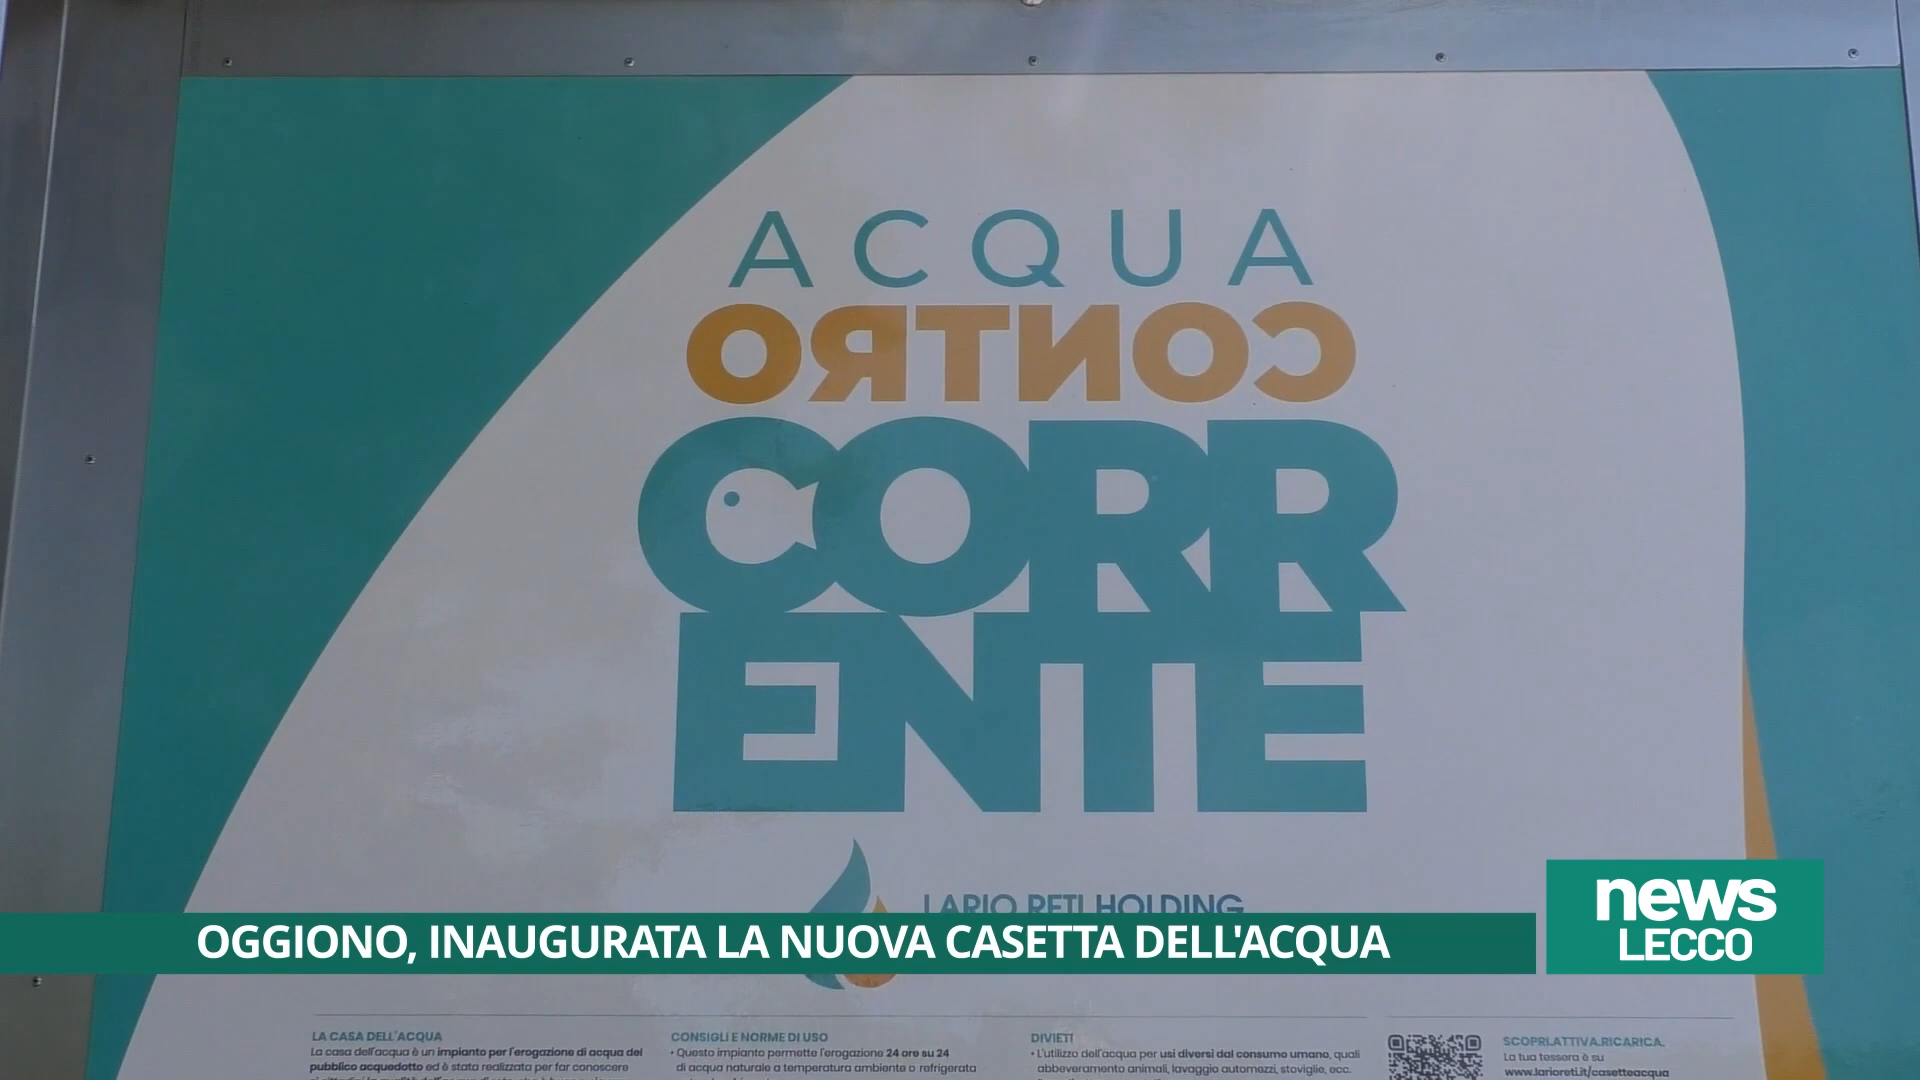 ACQUA
CONTRO
CORR
ENTE
LARIO RETI HOLDING
OGGIONO, INAUGURATA LA NUOVA CASETTA DELL'ACQUA
news
LECCO
LA CASA DELL'ACQUA
La casa dell'acqua è un impianto per l'erogazione di acqua del
pubblico acquedotto ed è stata realizzata per far conoscere
CONSIGLI E NORME DI USO
• Questo impianto permette l'erogazione 24 ore su 24
di acqua naturale a temperatura ambiente o refrigerata
DIVIETI
• L'utilizzo dell'acqua per usi diversi dal consumo umano, quali
abbeveramento animali, lavaggio automezzi, stoviglie, ecc.
SCOPRI.ATTIVA.RICARICA.
La tua tessera è su
www.larioreti.it/casetteacqua